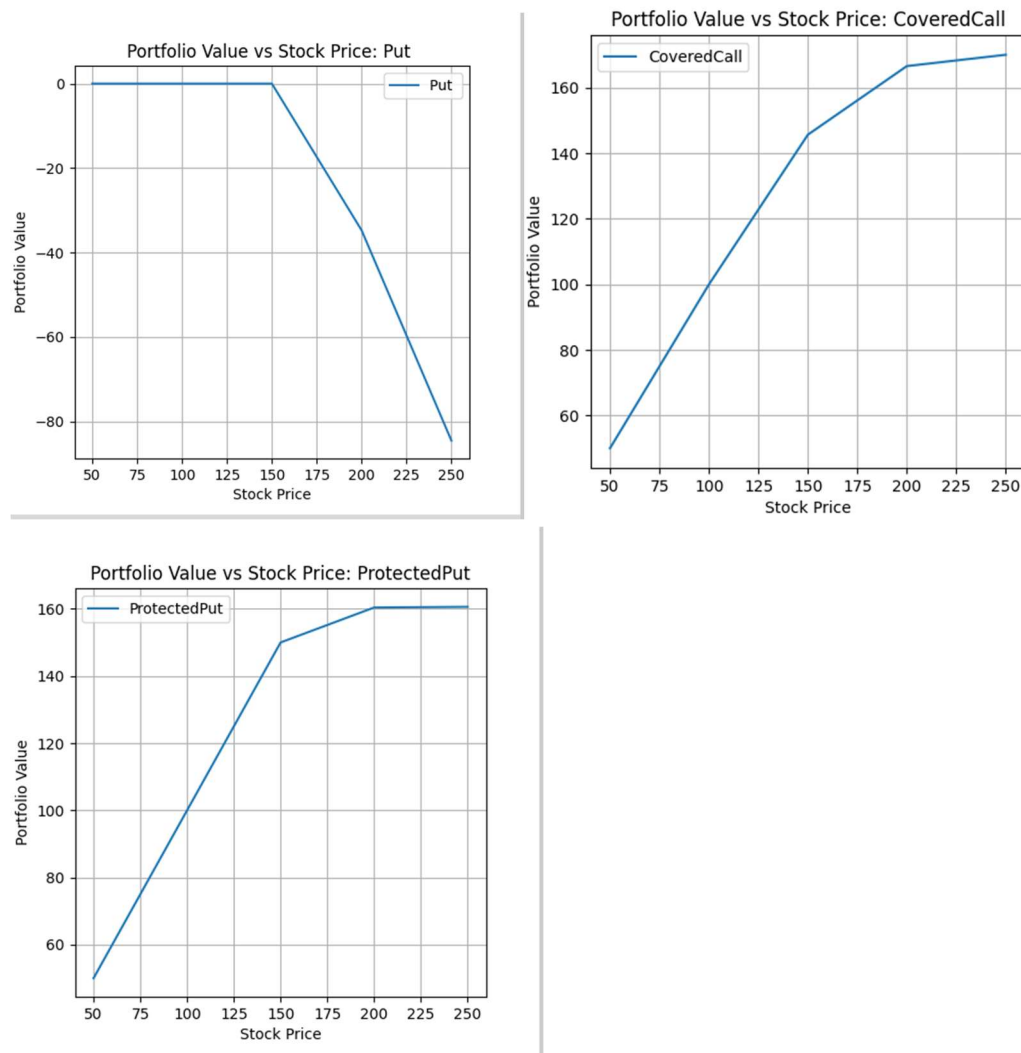 Portfolio Value vs Stock Price: Put
Put
0
−20
−40
−60
−80
Portfolio Value
50 75 100 125 150 175 200 225 250
Stock Price
Portfolio Value vs Stock Price: CoveredCall
CoveredCall
160
140
120
100
80
60
Portfolio Value
50 75 100 125 150 175 200 225 250
Stock Price
Portfolio Value vs Stock Price: ProtectedPut
ProtectedPut
160
140
120
100
80
60
Portfolio Value
50 75 100 125 150 175 200 225 250
Stock Price